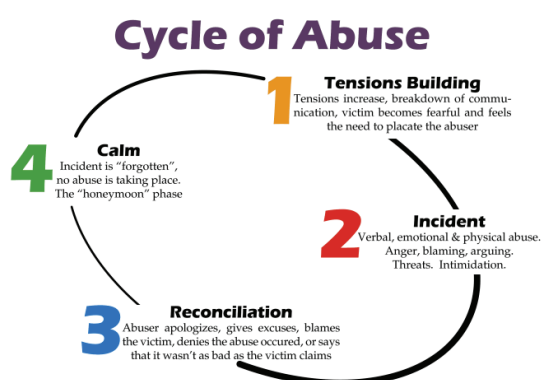 Cycle of Abuse
1
Tensions Building
Tensions increase, breakdown of commu-
nication, victim becomes fearful and feels
the need to placate the abuser
2
Incident
Verbal, emotional & physical abuse.
Anger, blaming, arguing.
Threats. Intimidation.
3
Reconciliation
Abuser apologizes, gives excuses, blames
the victim, denies the abuse occured, or says
that it wasn't as bad as the victim claims
4
Calm
Incident is “forgotten”,
no abuse is taking place.
The “honeymoon” phase